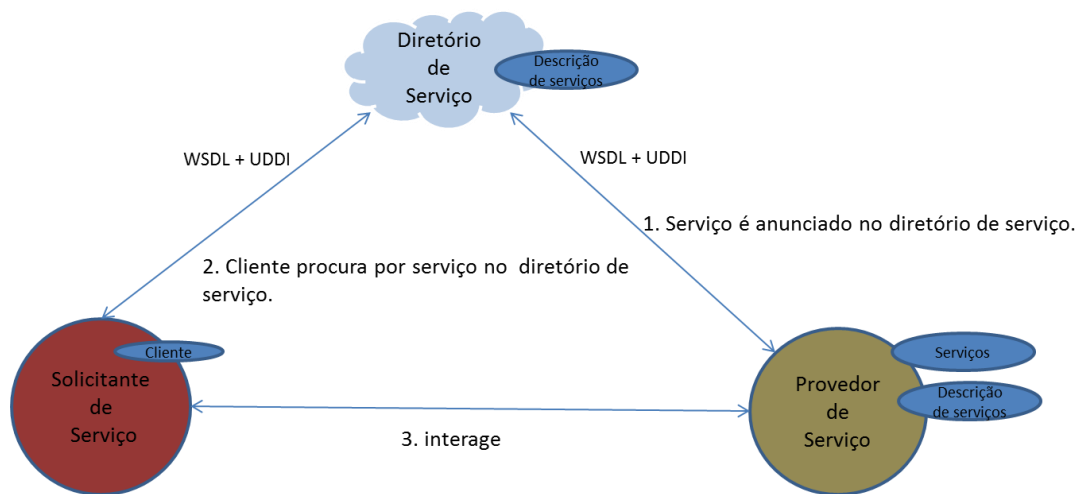 Diretório
de
Serviço
Descrição
de serviços
WSDL + UDDI
WSDL + UDDI
1. Serviço é anunciado no diretório de serviço.
2. Cliente procura por serviço no diretório de
serviço.
Cliente
Solicitante
de
Serviço
Serviços
Descrição
de serviços
Provedor
de
Serviço
3. interage